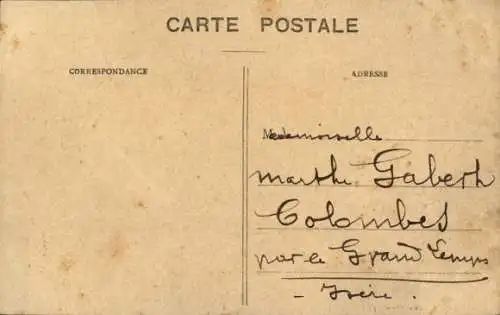 CARTE POSTALE
CORRESPONDANCE
ADRESSE
Mademoiselle
Marthe Gabert
Colombes
par le Grand Lemps
- Isère.